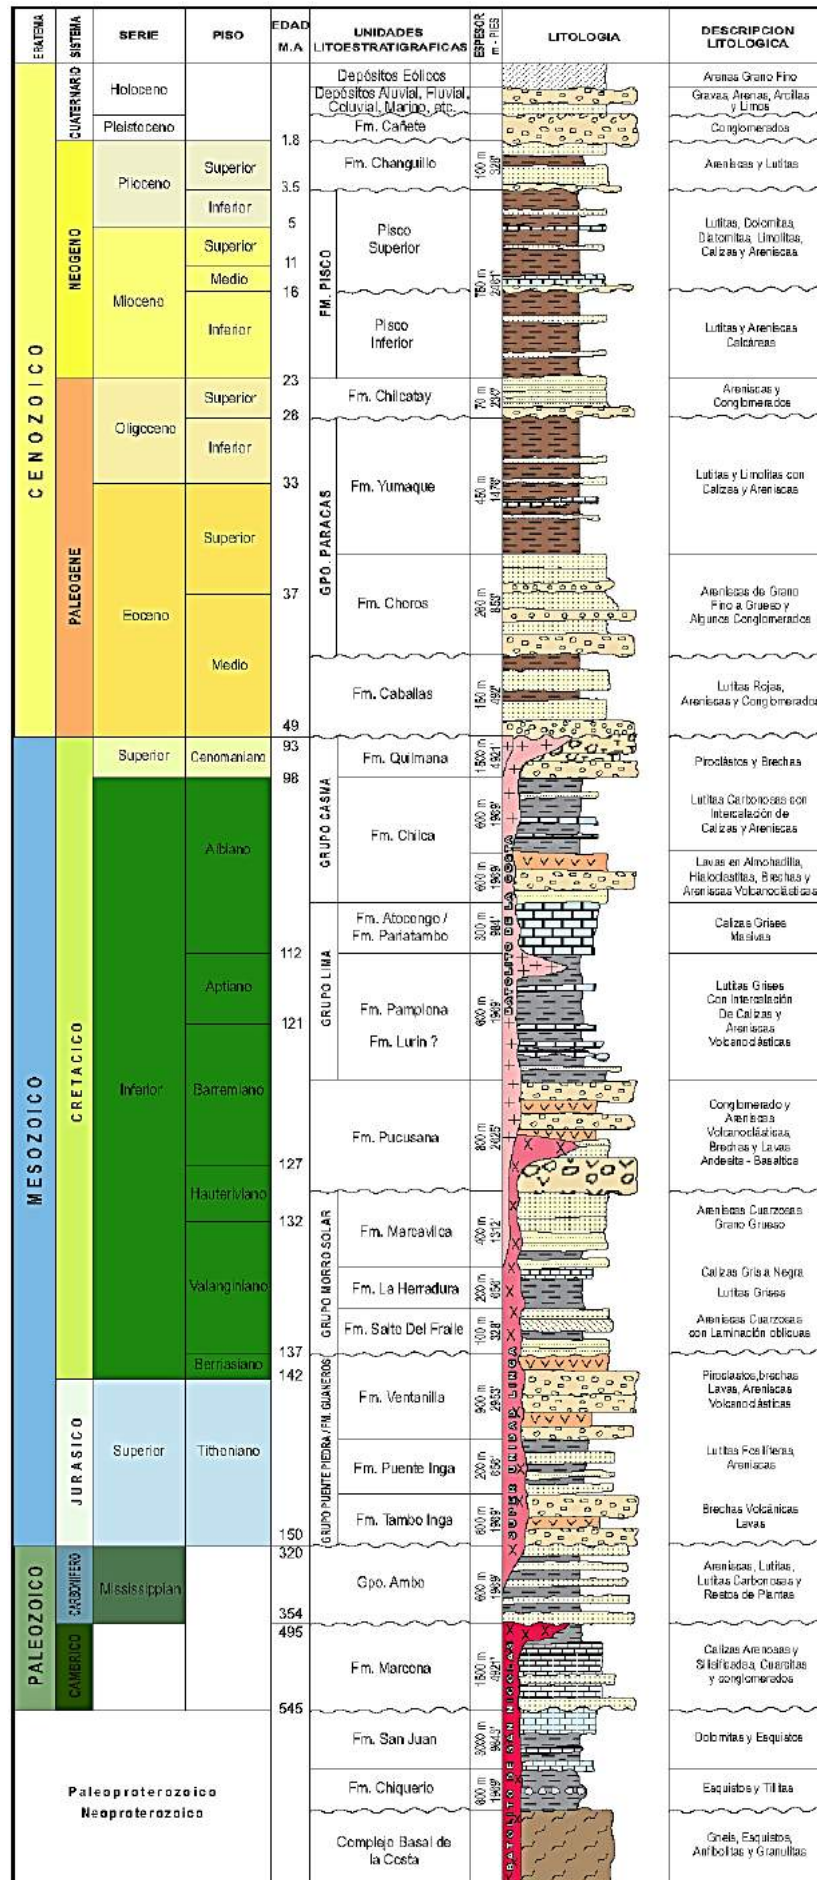 ERATEMA
SISTEMA
SERIE
PISO
EDAD
M.A
UNIDADES
LITOESTRATIGRAFICAS
ESPESOR
m - PIES
LITOLOGIA
DESCRIPCION
LITOLOGICA
CENOZOICO
CUATERNARIO
Holoceno
Depósitos Eólicos
Arenas Grano Fino
Depósitos Aluvial, Fluvial,
Coluvial, Marino, etc.
Gravas, Arenas, Arcillas
y Limos
Pleistoceno
1.8
Fm. Cañete
Conglomerados
NEOGENO
Plioceno
Superior
3.5
Fm. Changuillo
100 m
328'
Areniscas y Lutitas
Inferior
5
FM. PISCO
Pisco
Superior
750 m
Lutitas, Dolomitas,
Diatomitas, Limolitas,
Calizas y Areniscas
Mioceno
Superior
11
Medio
16
Inferior
23
Pisco
Inferior
Lutitas y Areniscas
Calcáreas
PALEOGENE
Oligoceno
Superior
28
Fm. Chilcatay
70 m
230'
Areniscas y
Conglomerados
Inferior
33
GPO. PARACAS
Fm. Yumaque
450 m
1476'
Lutitas y Limolitas con
Calizas y Areniscas
Eoceno
Superior
37
Fm. Choros
260 m
853'
Areniscas de Grano
Fino a Grueso y
Algunos Conglomerados
Medio
49
Fm. Caballas
150 m
492'
Lutitas Rojas,
Areniscas y Conglomerados
MESOZOICO
CRETACICO
Superior
Cenomaniano
93
98
GRUPO CASMA
Fm. Quilmana
1500 m
4921'
Piroclástos y Brechas
Inferior
Albiano
112
Fm. Chilca
600 m
1969'
Lutitas Carbonosas con
Intercalación de
Calizas y Areniscas
600 m
1969'
Lavas en Almohadilla,
Hialoclastitas, Brechas y
Areniscas Volcanoclásticas
BATOLITO DE LA COSTA
GRUPO LIMA
Fm. Atocongo /
Fm. Pariatambo
300 m
984'
Calizas Grises
Masivas
Aptiano
121
Fm. Pamplona
Fm. Lurin ?
600 m
1969'
Lutitas Grises
Con Intercalación
De Calizas y
Areniscas
Volcanoclásticas
Barremiano
127
Fm. Pucusana
800 m
2625'
Conglomerado y
Areniscas
Volcanoclásticas,
Brechas y Lavas
Andesita - Basaltica
Hauteriviano
132
GRUPO MORRO SOLAR
Fm. Marcavilca
400 m
1312'
Areniscas Cuarzosas
Grano Grueso
Valanginiano
137
Fm. La Herradura
200 m
656'
Calizas Gris a Negra
Lutitas Grises
Fm. Salto Del Fraile
100 m
328'
Areniscas Cuarzosas
con Laminación oblicuas
Berriasiano
142
GRUPO PUENTE PIEDRA / FM. GUANEROS
Fm. Ventanilla
900 m
2953'
Piroclastos, brechas
Lavas, Areniscas
Volcanoclásticas
SUPER UNIDAD LINGA
JURASICO
Superior
Tithoniano
150
Fm. Puente Inga
200 m
656'
Lutitas Fosilíferas,
Areniscas
Fm. Tambo Inga
600 m
1969'
Brechas Volcánicas
Lavas
PALEOZOICO
CARBONIFERO
Mississippian
320
354
Gpo. Ambo
600 m
1969'
Areniscas, Lutitas,
Lutitas Carbonosas y
Restos de Plantas
CAMBRICO
495
545
Fm. Marcona
1500 m
4921'
Calizas Arenosas y
Silisificadas, Cuarsitas
y conglomerados
BATOLITO DE SAN NICOLAS
Paleoproterozoico
Neoproterozoico
Fm. San Juan
3000 m
9843'
Dolomitas y Esquistos
Fm. Chiquerio
600 m
1969'
Esquistos y Tilitas
Complejo Basal de
la Costa
Gneis, Esquistos,
Anfibolitas y Granulitas